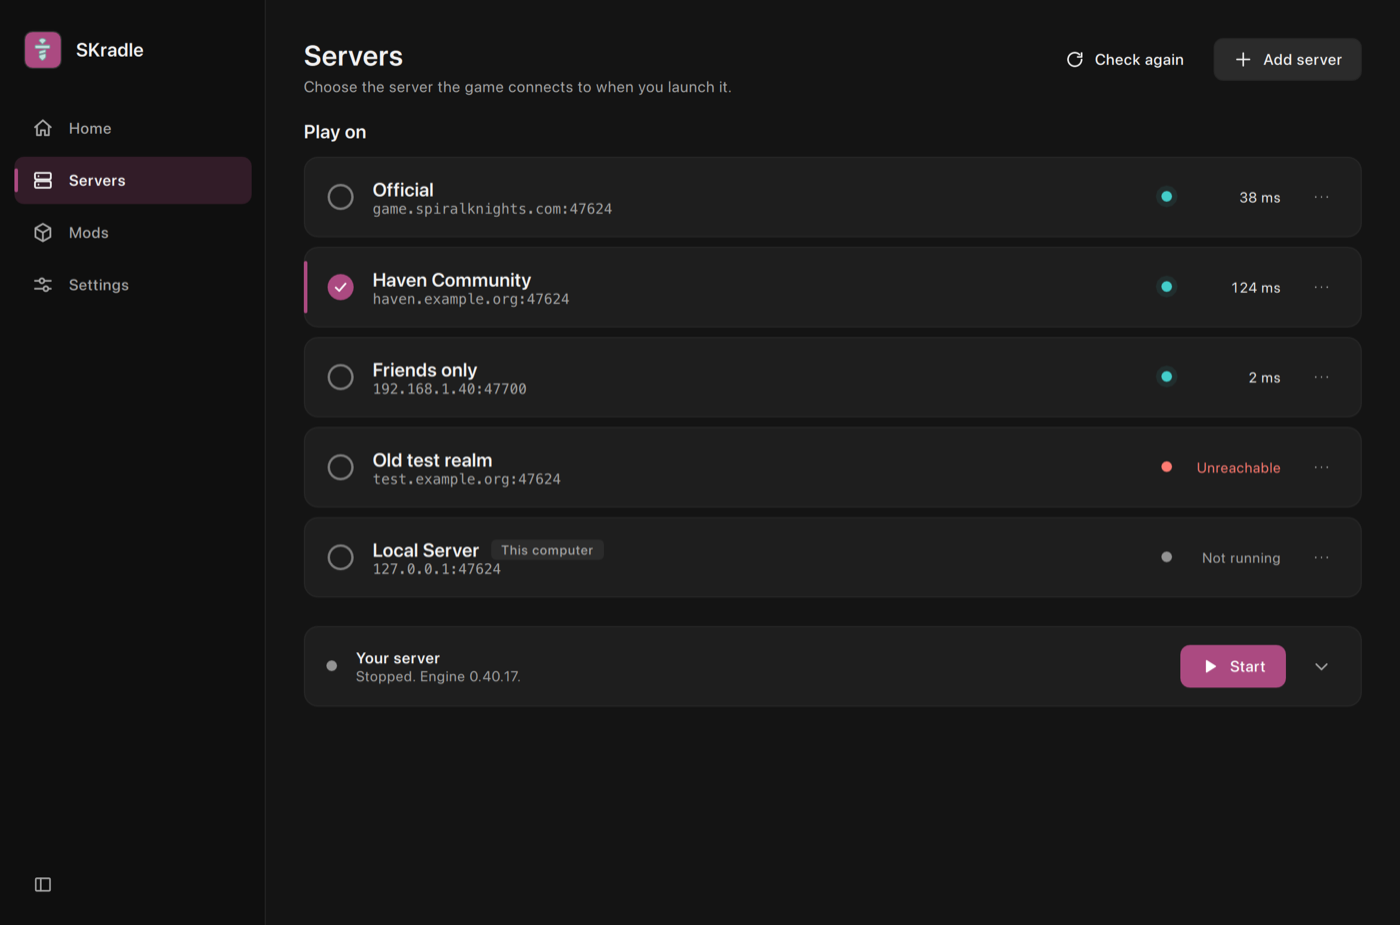 SKradle
Home
Servers
Mods
Settings
Servers
Choose the server the game connects to when you launch it.
Check again
Add server
Play on
Official
game.spiralknights.com:47624
38 ms
Haven Community
haven.example.org:47624
124 ms
Friends only
192.168.1.40:47700
2 ms
Old test realm
test.example.org:47624
Unreachable
Local Server This computer
127.0.0.1:47624
Not running
Your server
Stopped. Engine 0.40.17.
Start